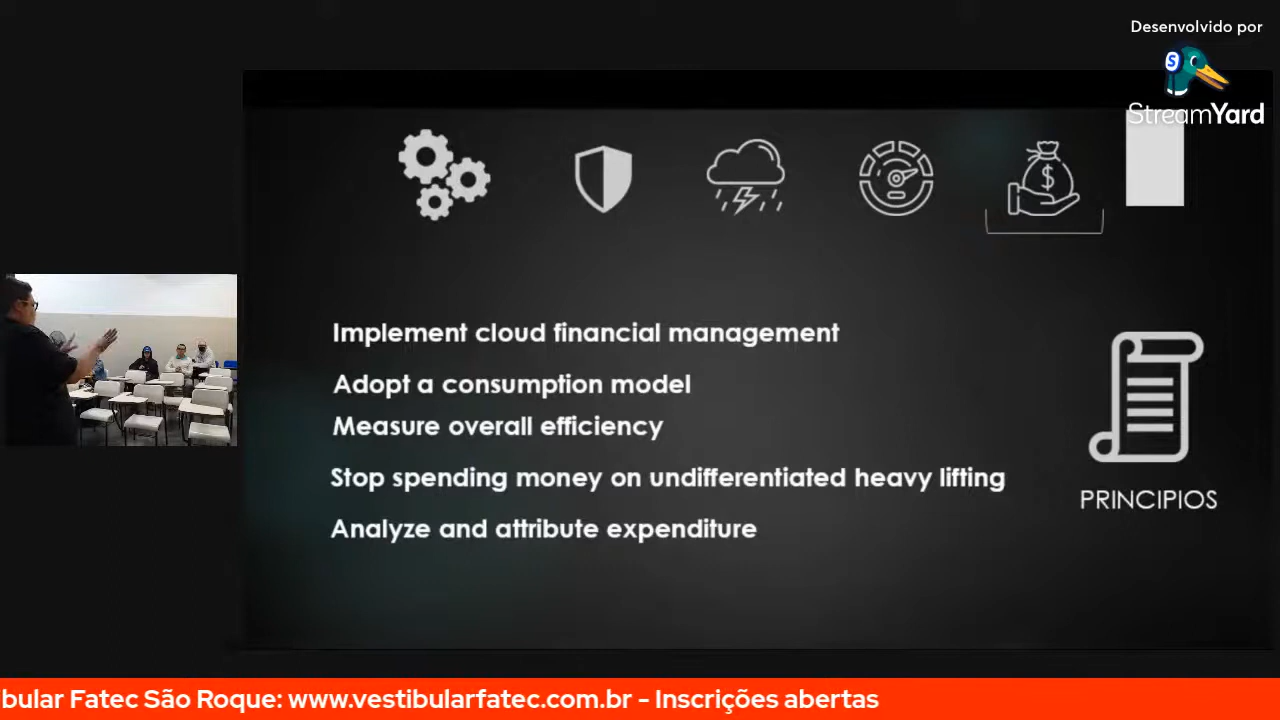 Desenvolvido por
StreamYard
Implement cloud financial management
Adopt a consumption model
Measure overall efficiency
Stop spending money on undifferentiated heavy lifting
Analyze and attribute expenditure
PRINCIPIOS
bular Fatec São Roque: www.vestibularfatec.com.br - Inscrições abertas